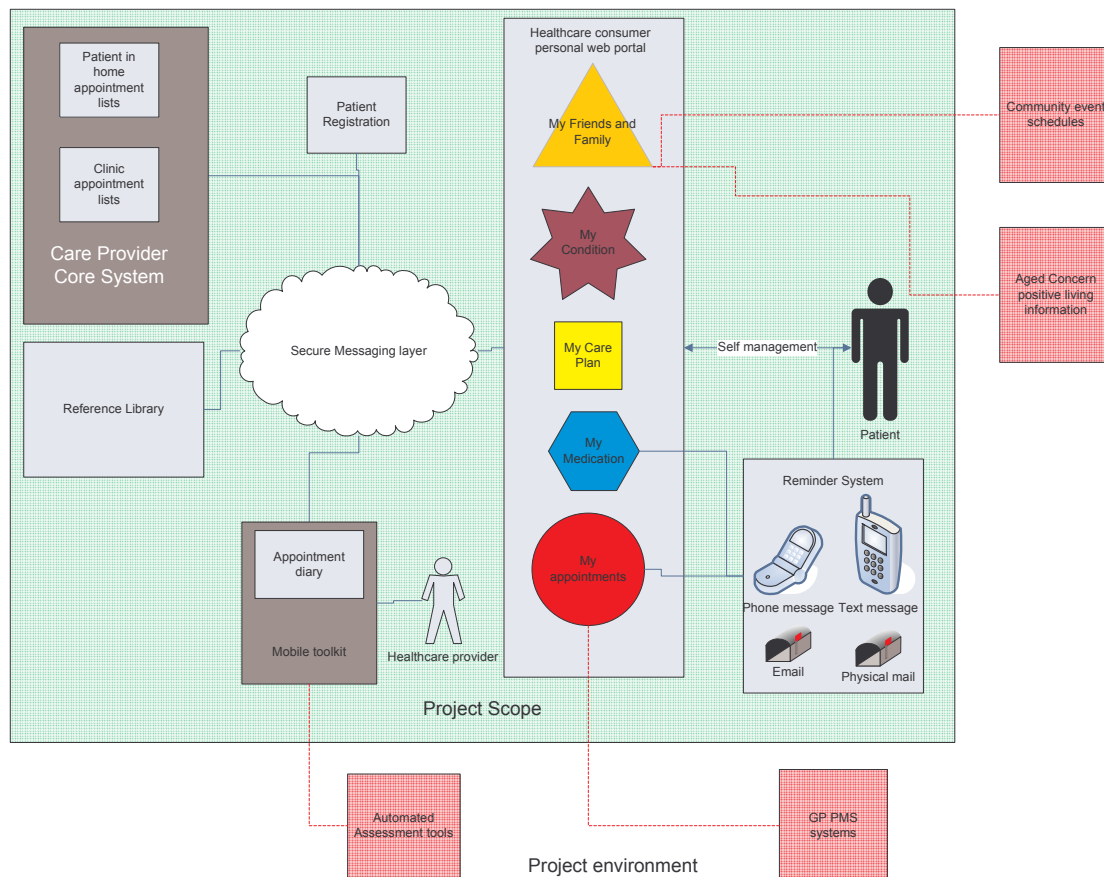 Patient in
home
appointment
lists
Clinic
appointment
lists
Care Provider
Core System
Patient
Registration
Healthcare consumer
personal web portal
My Friends and
Family
My
Condition
My Care
Plan
My
Medication
My
appointments
Community event
schedules
Aged Concern
positive living
information
Secure Messaging layer
Reference Library
Self management
Patient
Reminder System
Phone message
Text message
Email
Physical mail
Appointment
diary
Mobile toolkit
Healthcare provider
Project Scope
Automated
Assessment tools
GP PMS
systems
Project environment